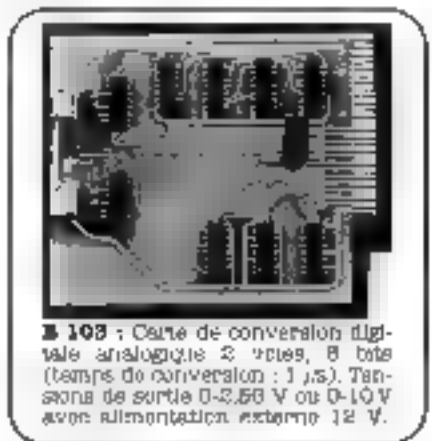 E 103 : Carte de conversion digi-
tale analogique 2 voies, 8 bits
(temps de conversion : 1 µs). Ten-
sions de sortie 0-2,56 V ou 0-10 V
avec alimentation externe 12 V.